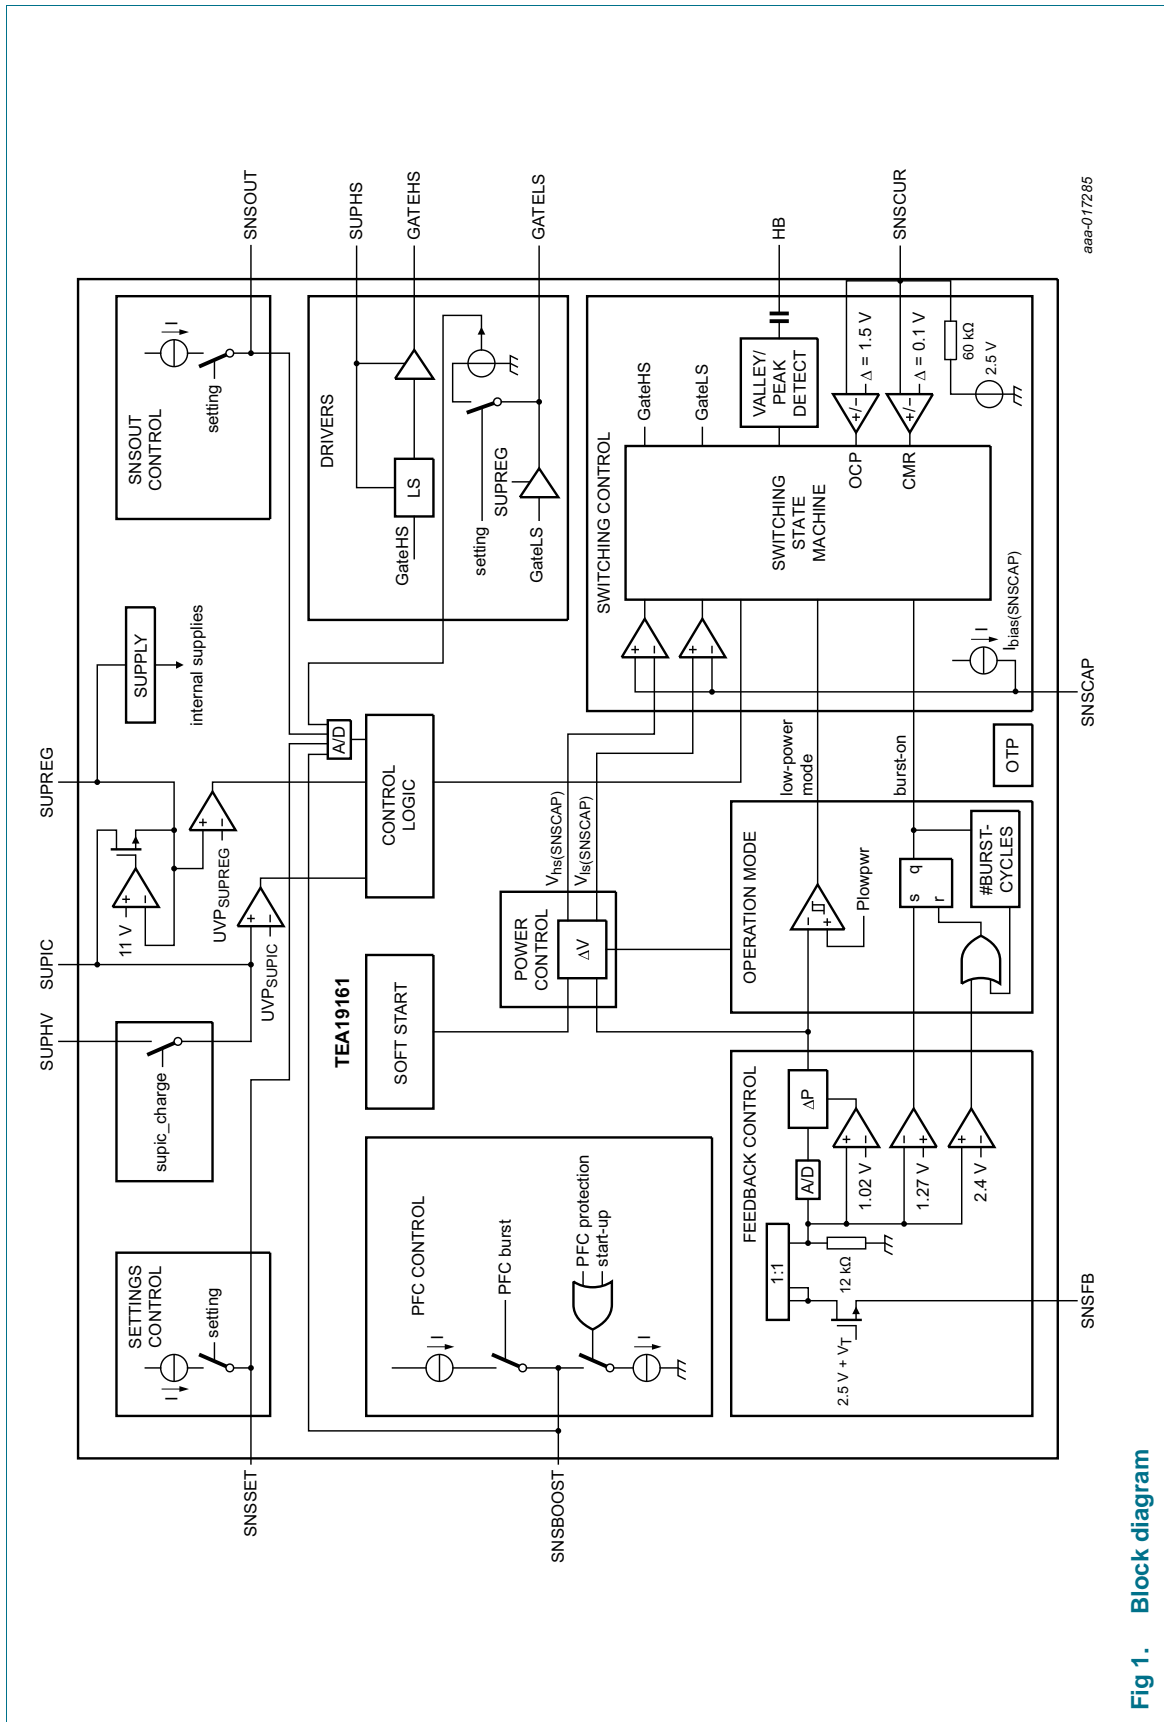 SUPHV
SUPIC
SUPREG
supic_charge
11 V
UVPSUPREG
UVPSUPIC
SUPPLY
internal supplies
SNSOUT
CONTROL
setting
I
SNSOUT
SETTINGS
CONTROL
setting
I
SNSSET
TEA19161
SOFT START
CONTROL
LOGIC
A/D
DRIVERS
GateHS
LS
setting
SUPREG
GateLS
SUPHS
GATEHS
GATELS
PFC CONTROL
I
PFC burst
PFC protection
start-up
I
SNSBOOST
POWER
CONTROL
ΔV
Vhs(SNSCAP)
Vls(SNSCAP)
SWITCHING CONTROL
GateHS
GateLS
VALLEY/
PEAK
DETECT
HB
SWITCHING
STATE
MACHINE
OCP
+/−
Δ = 1.5 V
CMR
+/−
Δ = 0.1 V
60 kΩ
2.5 V
SNSCUR
I
Ibias(SNSCAP)
SNSCAP
OPERATION MODE
Plowpwr
low-power
mode
s q
r
burst-on
#BURST-
CYCLES
OTP
FEEDBACK CONTROL
1:1
A/D
ΔP
12 kΩ
1.02 V
1.27 V
2.4 V
2.5 V + VT
SNSFB
aaa-017285
Fig 1. Block diagram